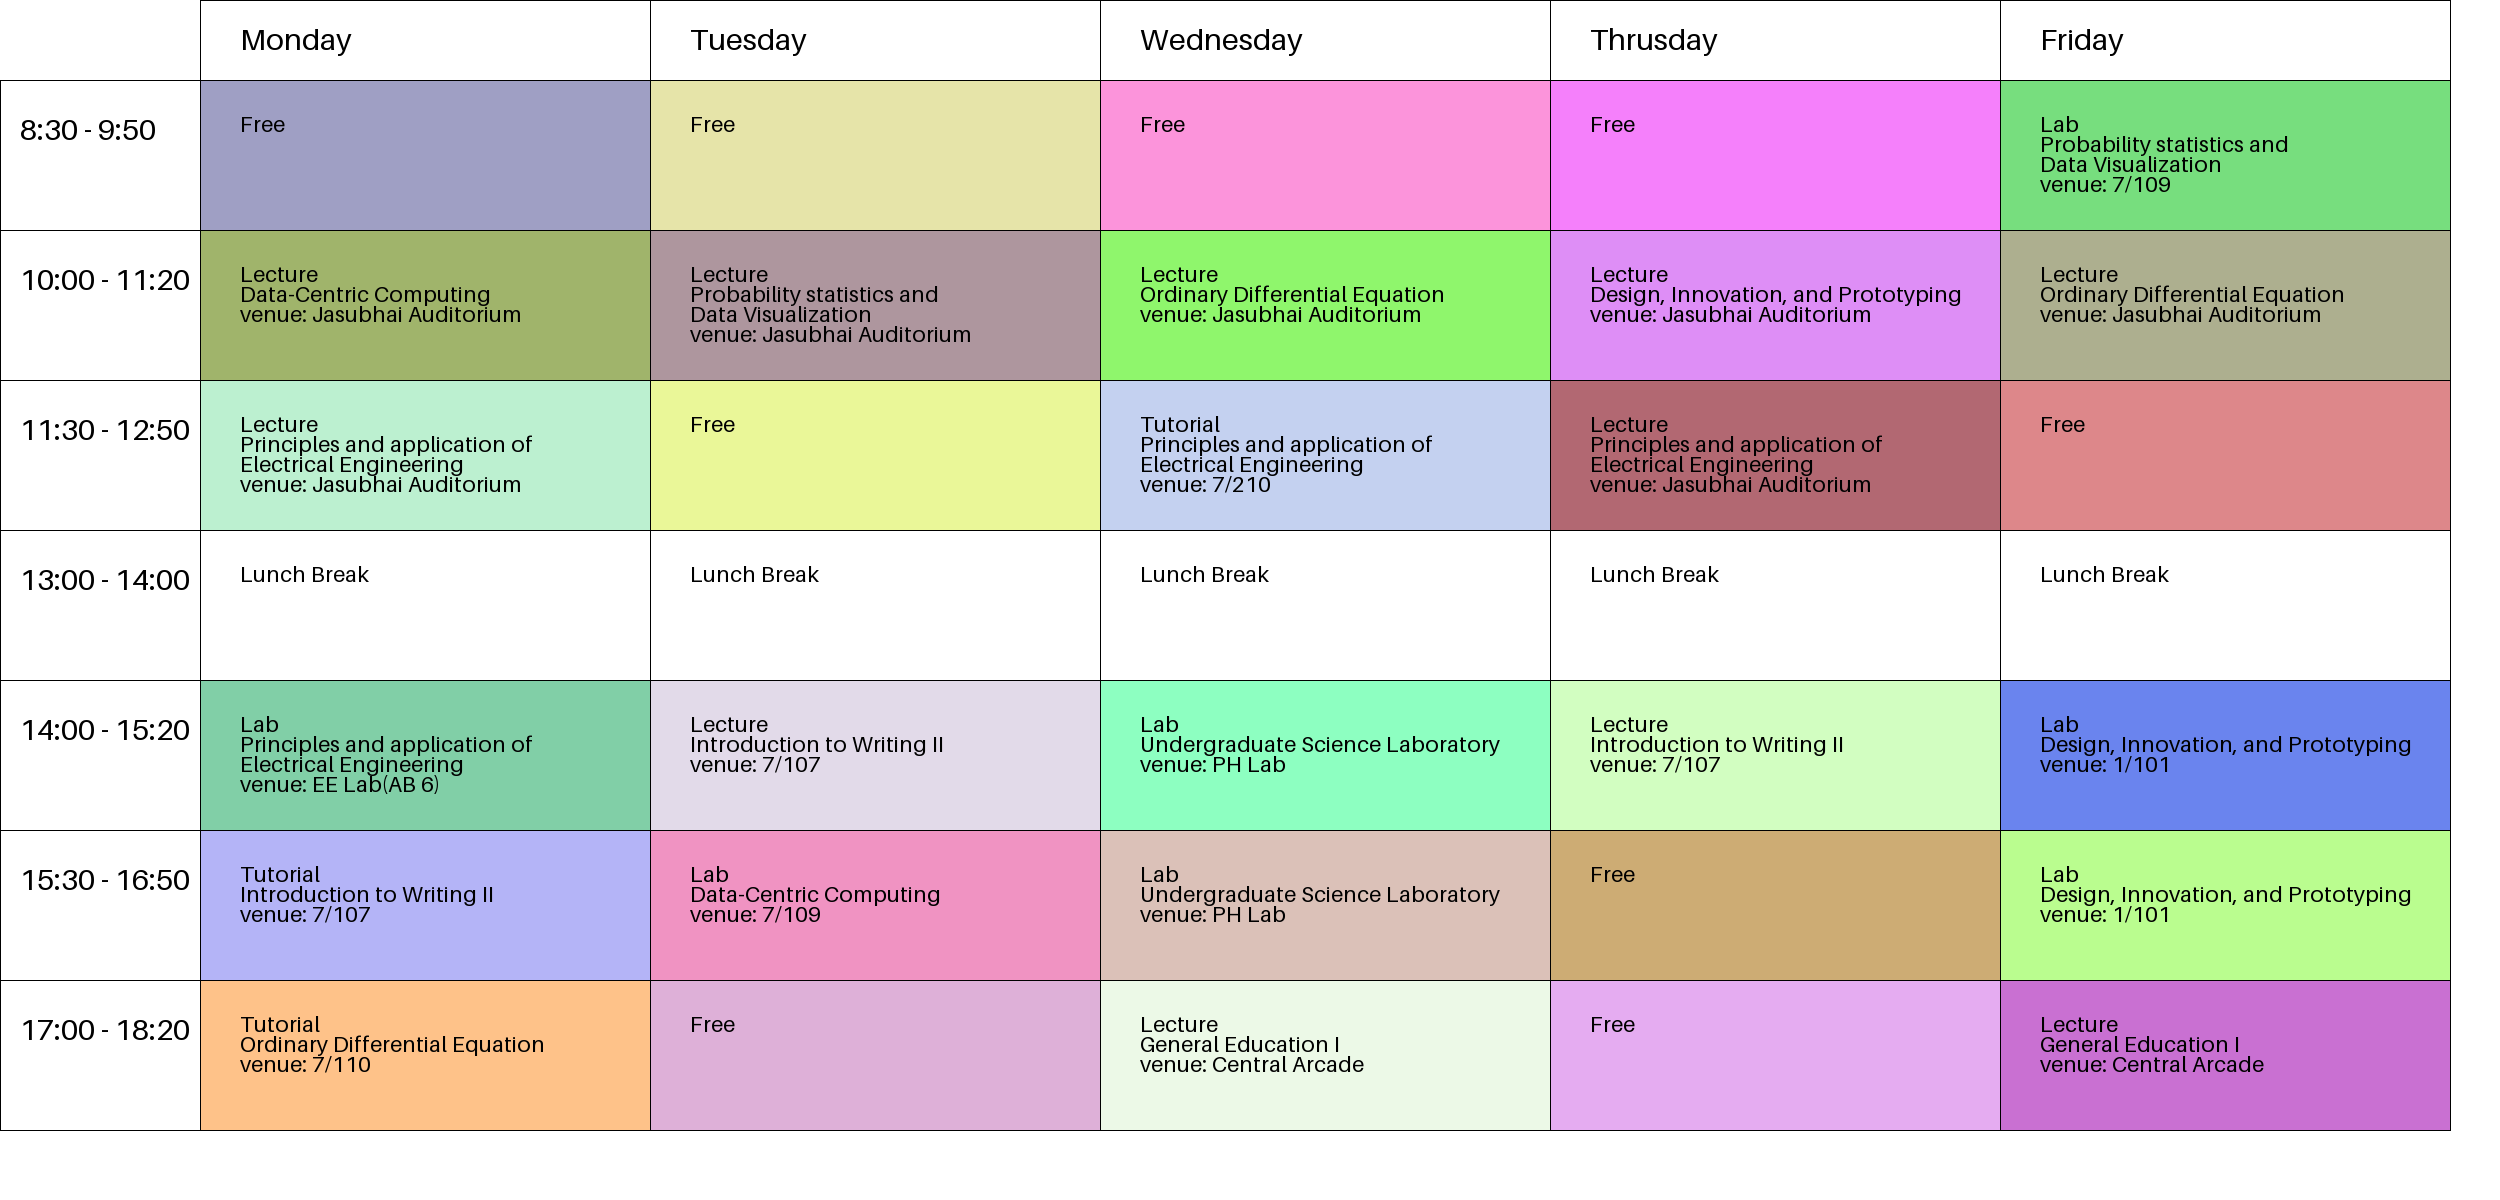 Monday
Tuesday
Wednesday
Thrusday
Friday
8:30 - 9:50
Free
Free
Free
Free
Lab
Probability statistics and
Data Visualization
venue: 7/109
10:00 - 11:20
Lecture
Data-Centric Computing
venue: Jasubhai Auditorium
Lecture
Probability statistics and
Data Visualization
venue: Jasubhai Auditorium
Lecture
Ordinary Differential Equation
venue: Jasubhai Auditorium
Lecture
Design, Innovation, and Prototyping
venue: Jasubhai Auditorium
Lecture
Ordinary Differential Equation
venue: Jasubhai Auditorium
11:30 - 12:50
Lecture
Principles and application of
Electrical Engineering
venue: Jasubhai Auditorium
Free
Tutorial
Principles and application of
Electrical Engineering
venue: 7/210
Lecture
Principles and application of
Electrical Engineering
venue: Jasubhai Auditorium
Free
13:00 - 14:00
Lunch Break
Lunch Break
Lunch Break
Lunch Break
Lunch Break
14:00 - 15:20
Lab
Principles and application of
Electrical Engineering
venue: EE Lab(AB 6)
Lecture
Introduction to Writing II
venue: 7/107
Lab
Undergraduate Science Laboratory
venue: PH Lab
Lecture
Introduction to Writing II
venue: 7/107
Lab
Design, Innovation, and Prototyping
venue: 1/101
15:30 - 16:50
Tutorial
Introduction to Writing II
venue: 7/107
Lab
Data-Centric Computing
venue: 7/109
Lab
Undergraduate Science Laboratory
venue: PH Lab
Free
Lab
Design, Innovation, and Prototyping
venue: 1/101
17:00 - 18:20
Tutorial
Ordinary Differential Equation
venue: 7/110
Free
Lecture
General Education I
venue: Central Arcade
Free
Lecture
General Education I
venue: Central Arcade